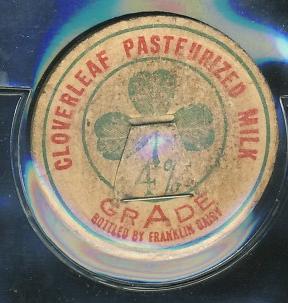 CLOVERLEAF PASTEURIZED MILK
4%
GRADE
BOTTLED BY FRANKLIN DAIRY